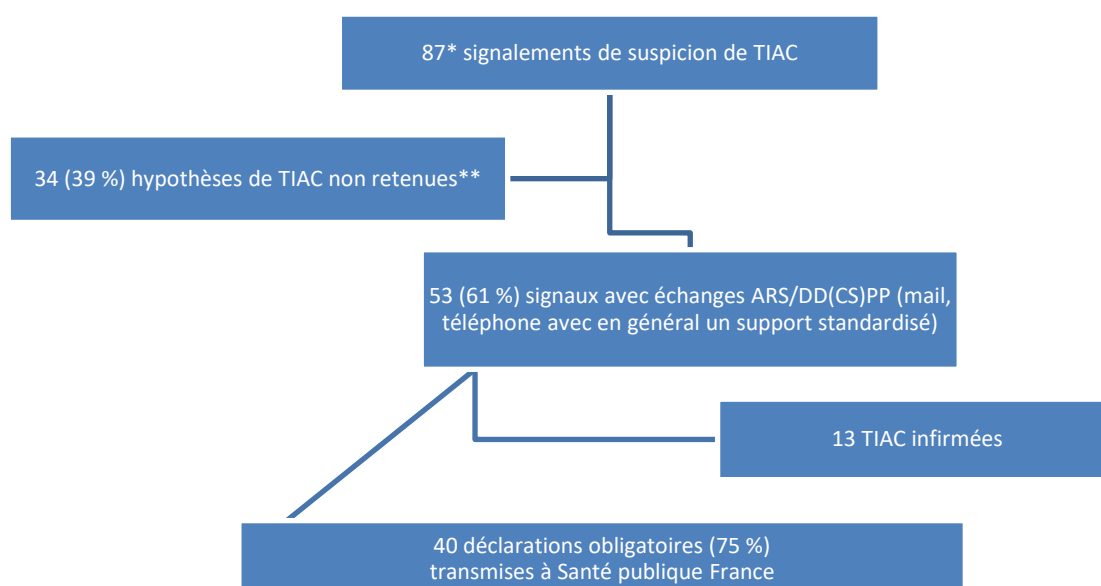 87* signalements de suspicion de TIAC
34 (39 %) hypothèses de TIAC non retenues**
53 (61 %) signaux avec échanges ARS/DD(CS)PP (mail,
téléphone avec en général un support standardisé)
13 TIAC infirmées
40 déclarations obligatoires (75 %)
transmises à Santé publique France